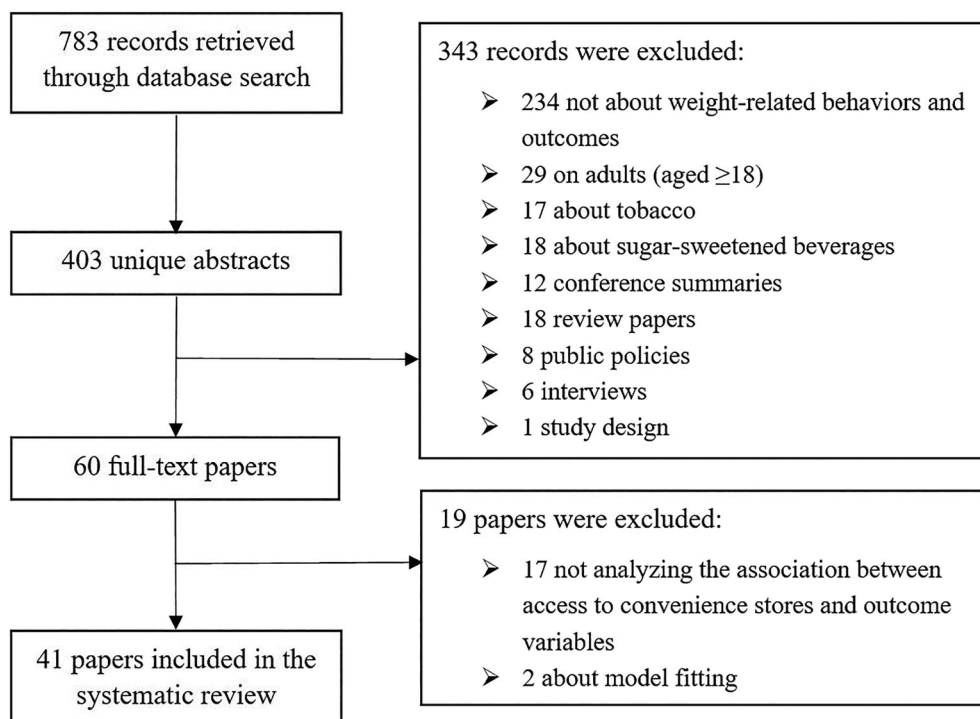 783 records retrieved
through database search
343 records were excluded:
➢ 234 not about weight-related behaviors and
outcomes
➢ 29 on adults (aged ≥18)
➢ 17 about tobacco
➢ 18 about sugar-sweetened beverages
➢ 12 conference summaries
➢ 18 review papers
➢ 8 public policies
➢ 6 interviews
➢ 1 study design
403 unique abstracts
60 full-text papers
19 papers were excluded:
➢ 17 not analyzing the association between
access to convenience stores and outcome
variables
➢ 2 about model fitting
41 papers included in the
systematic review